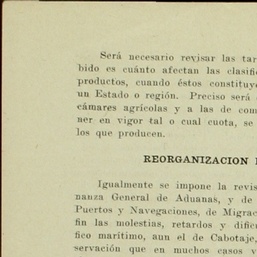 Será necesario revisar las tar
bido es cuánto afectan las clasifi
productos, cuando éstos constituye
un Estado o región. Preciso será
cámares agrícolas y a las de com
ner en vigor tal o cual cuota, se
los que producen.
REORGANIZACION
Igualmente se impone la revis
nanza General de Aduanas, y de
Puertos y Navegaciones, de Migrac
fin las molestias, retardos y difi
fico marítimo, aun el de Cabotaje,
servación que en muchos casos v